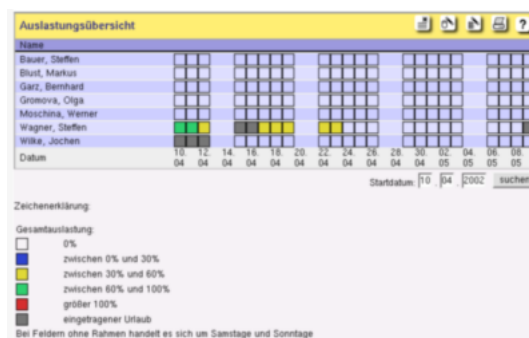 Auslastungsübersicht
?
Name
Bauer, Steffen
Blust, Markus
Garz, Bernhard
Gromova, Olga
Moschina, Werner
Wagner, Steffen
Wilke, Jochen
Datum 10. 12. 14. 16. 18. 20. 22. 24. 26. 28. 30. 02. 04. 06. 08.
04 04 04 04 04 04 04 04 04 04 04 05 05 05 05
Startdatum: 10 . 04 . 2002 suchen
Zeichenerklärung:
Gesamtauslastung:
0%
zwischen 0% und 30%
zwischen 30% und 60%
zwischen 60% und 100%
größer 100%
eingetragener Urlaub
Bei Feldern ohne Rahmen handelt es sich um Samstage und Sonntage